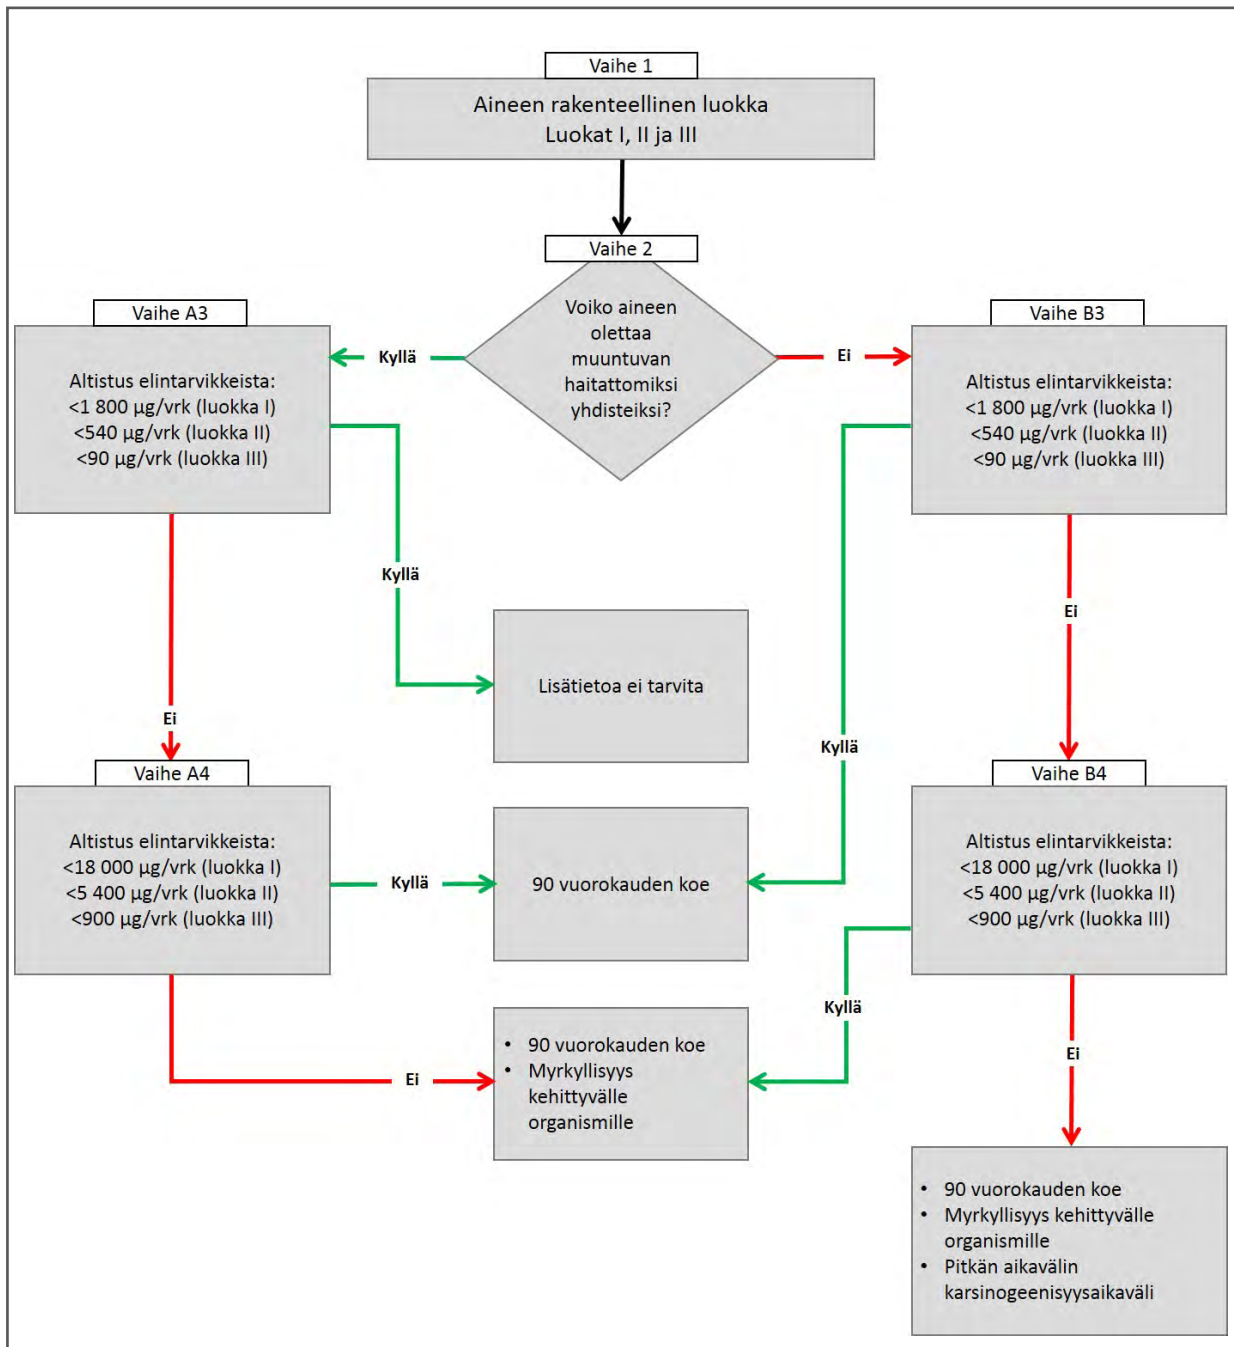 Vaihe 1
Aineen rakenteellinen luokka
Luokat I, II ja III
Vaihe 2
Voiko aineen
olettaa
muuntuvan
haitattomiksi
yhdisteiksi?
Kyllä
Ei
Vaihe A3
Altistus elintarvikkeista:
<1 800 µg/vrk (luokka I)
<540 µg/vrk (luokka II)
<90 µg/vrk (luokka III)
Vaihe B3
Altistus elintarvikkeista:
<1 800 µg/vrk (luokka I)
<540 µg/vrk (luokka II)
<90 µg/vrk (luokka III)
Kyllä
Ei
Lisätietoa ei tarvita
Ei
Kyllä
Vaihe A4
Altistus elintarvikkeista:
<18 000 µg/vrk (luokka I)
<5 400 µg/vrk (luokka II)
<900 µg/vrk (luokka III)
Kyllä
90 vuorokauden koe
Vaihe B4
Altistus elintarvikkeista:
<18 000 µg/vrk (luokka I)
<5 400 µg/vrk (luokka II)
<900 µg/vrk (luokka III)
Kyllä
Ei
Ei
• 90 vuorokauden koe
• Myrkyllisyys
kehittyvälle
organismille
• 90 vuorokauden koe
• Myrkyllisyys kehittyvälle
organismille
• Pitkän aikavälin
karsinogeenisyysaikaväli